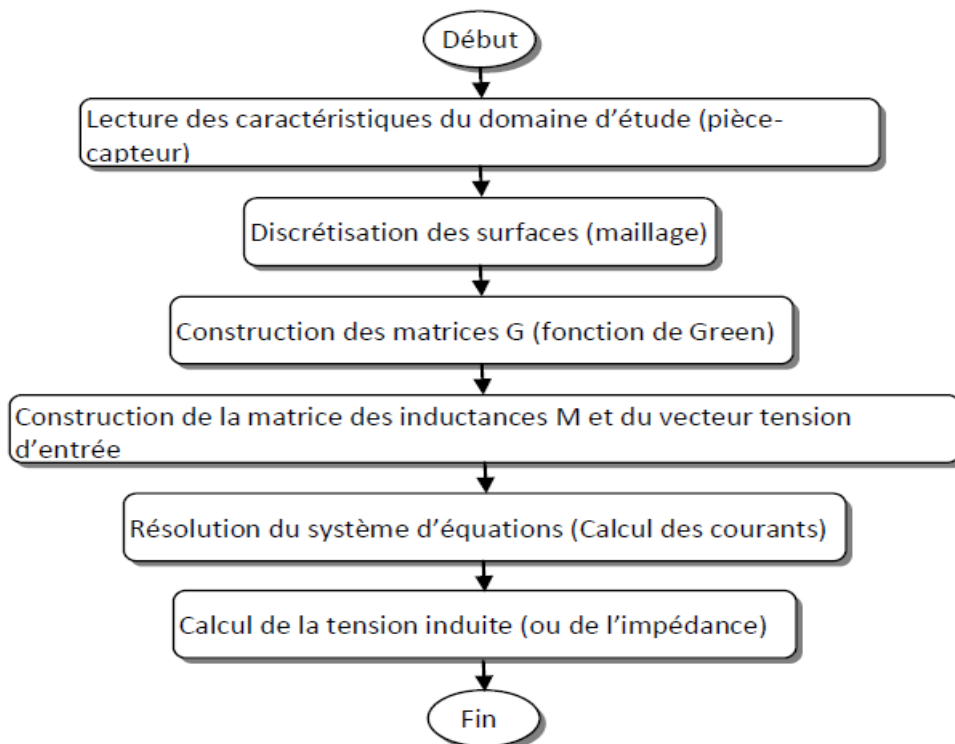 Début
Lecture des caractéristiques du domaine d’étude (pièce-
capteur)
Discrétisation des surfaces (maillage)
Construction des matrices G (fonction de Green)
Construction de la matrice des inductances M et du vecteur tension
d’entrée
Résolution du système d’équations (Calcul des courants)
Calcul de la tension induite (ou de l’impédance)
Fin